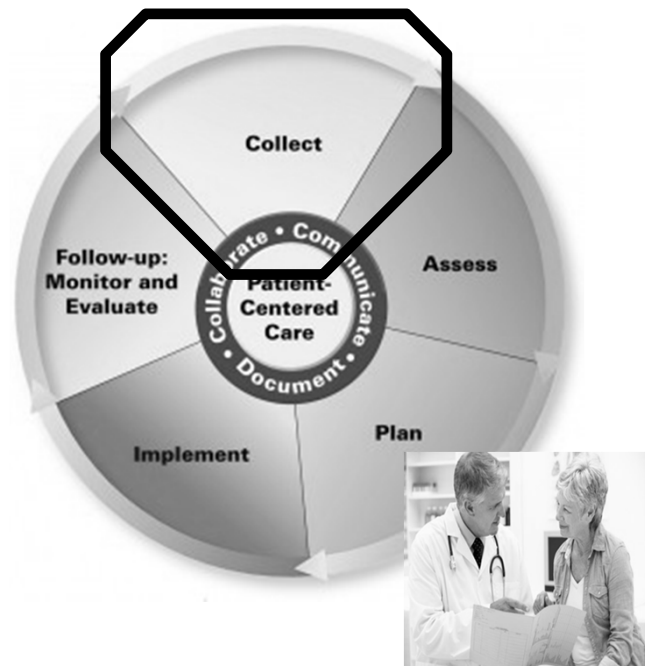 Collect
Assess
Plan
Implement
Follow-up:
Monitor and
Evaluate
Collaborate • Communicate • Document •
Patient-
Centered
Care